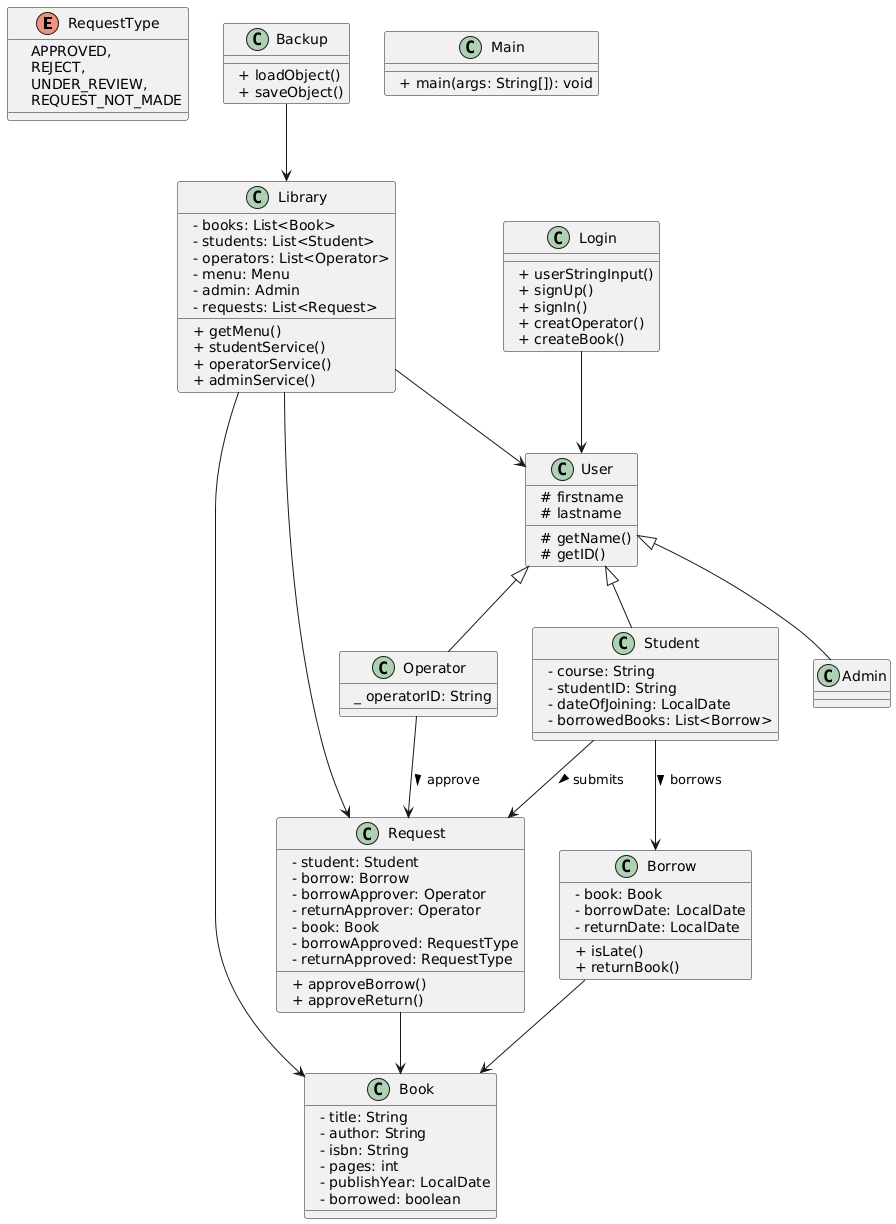 E RequestType
APPROVED,
REJECT,
UNDER_REVIEW,
REQUEST_NOT_MADE
C Backup
+ loadObject()
+ saveObject()
C Main
+ main(args: String[]): void
C Library
- books: List<Book>
- students: List<Student>
- operators: List<Operator>
- menu: Menu
- admin: Admin
- requests: List<Request>
+ getMenu()
+ studentService()
+ operatorService()
+ adminService()
C Login
+ userStringInput()
+ signUp()
+ signIn()
+ creatOperator()
+ createBook()
C User
# firstname
# lastname
# getName()
# getID()
C Operator
_ operatorID: String
C Student
- course: String
- studentID: String
- dateOfJoining: LocalDate
- borrowedBooks: List<Borrow>
C Admin
approve
submits
borrows
C Request
- student: Student
- borrow: Borrow
- borrowApprover: Operator
- returnApprover: Operator
- book: Book
- borrowApproved: RequestType
- returnApproved: RequestType
+ approveBorrow()
+ approveReturn()
C Borrow
- book: Book
- borrowDate: LocalDate
- returnDate: LocalDate
+ isLate()
+ returnBook()
C Book
- title: String
- author: String
- isbn: String
- pages: int
- publishYear: LocalDate
- borrowed: boolean